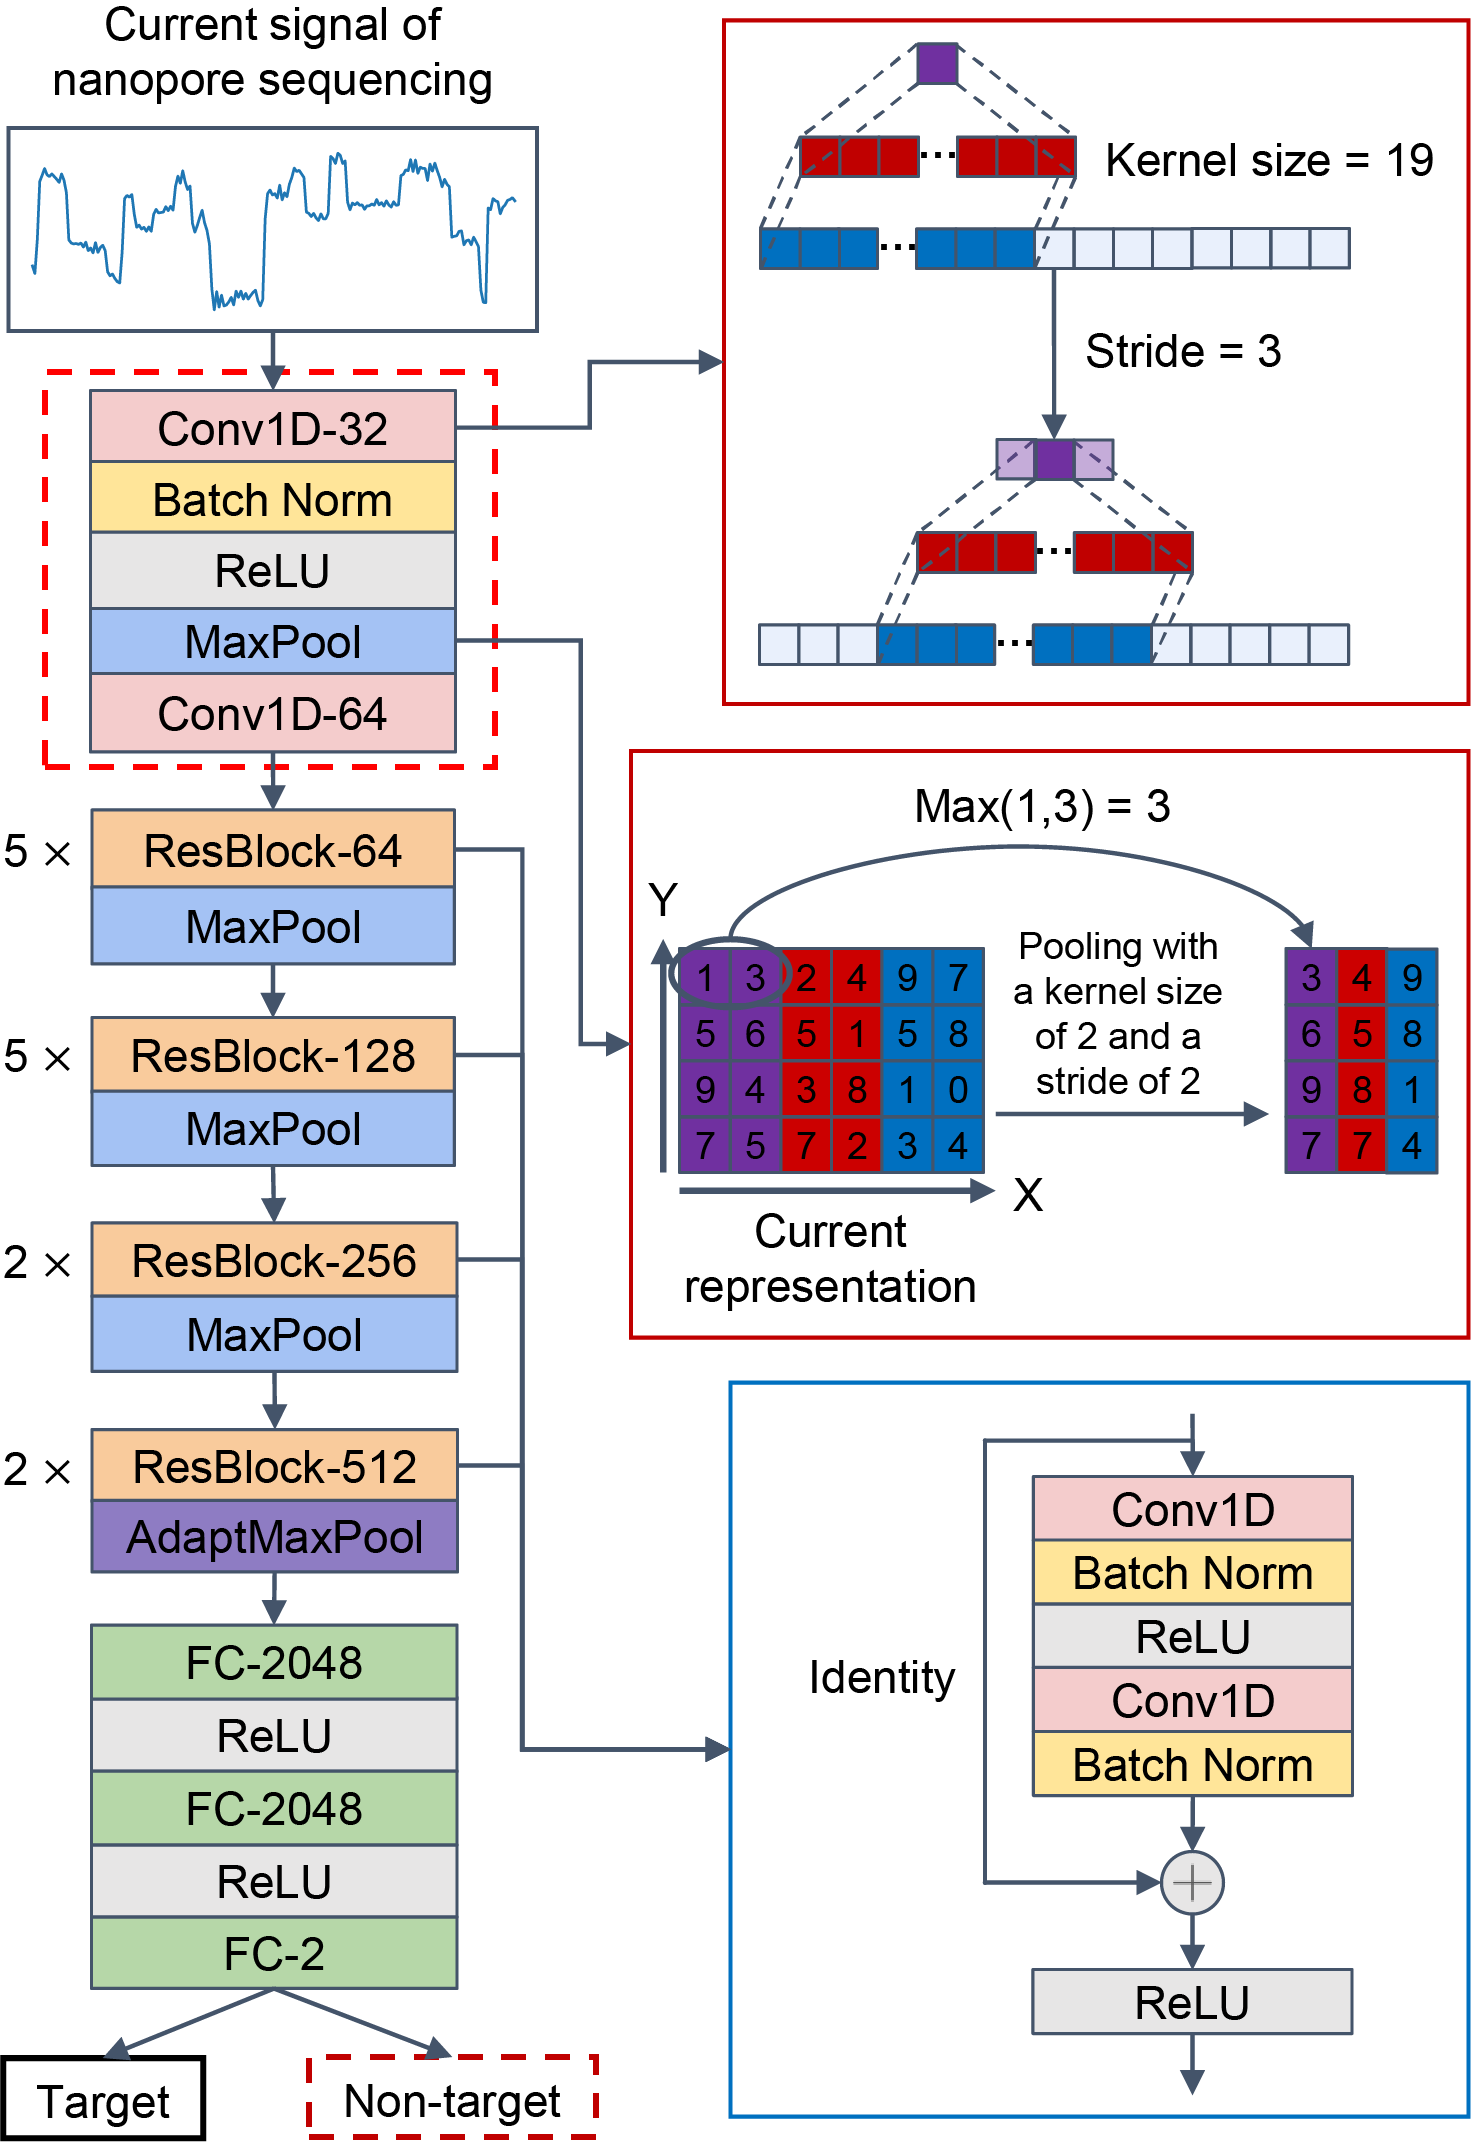 Current signal of
nanopore sequencing
Conv1D-32
Batch Norm
ReLU
MaxPool
Conv1D-64
5 ×
ResBlock-64
MaxPool
5 ×
ResBlock-128
MaxPool
2 ×
ResBlock-256
MaxPool
2 ×
ResBlock-512
AdaptMaxPool
FC-2048
ReLU
FC-2048
ReLU
FC-2
Target
Non-target
...
Kernel size = 19
...
Stride = 3
...
...
Max(1,3) = 3
Y
1 3 2 4 9 7
5 6 5 1 5 8
9 4 3 8 1 0
7 5 7 2 3 4
X
Current
representation
Pooling with
a kernel size
of 2 and a
stride of 2
3 4 9
6 5 8
9 8 1
7 7 4
Conv1D
Batch Norm
ReLU
Conv1D
Batch Norm
Identity
+
ReLU